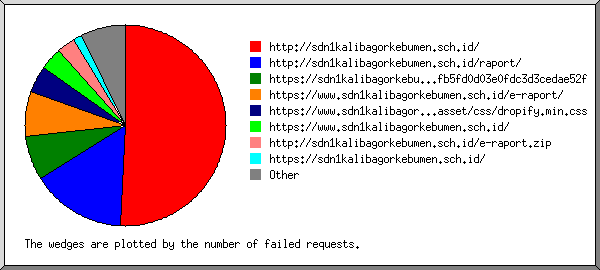 http://sdn1kalibagorkebumen.sch.id/
http://sdn1kalibagorkebumen.sch.id/raport/
https://sdn1kalibagorkebu...fb5fd0d03e0fdc3d3cedae52f
https://www.sdn1kalibagorkebumen.sch.id/e-raport/
https://www.sdn1kalibagor...asset/css/dropify.min.css
https://www.sdn1kalibagorkebumen.sch.id/
http://sdn1kalibagorkebumen.sch.id/e-raport.zip
https://sdn1kalibagorkebumen.sch.id/
Other
The wedges are plotted by the number of failed requests.